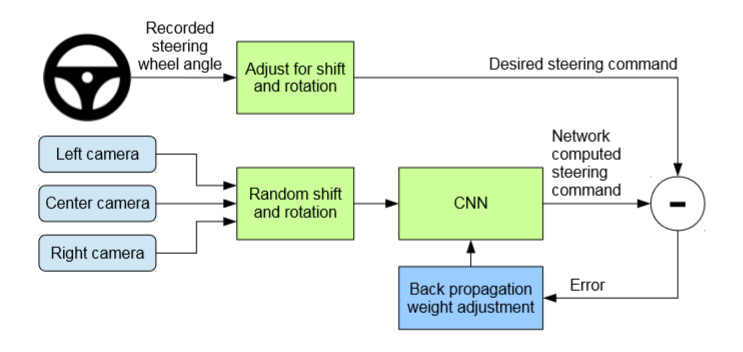 Recorded
steering
wheel angle
Adjust for shift
and rotation
Desired steering command
Left camera
Center camera
Right camera
Random shift
and rotation
CNN
Network
computed
steering
command
-
Back propagation
weight adjustment
Error